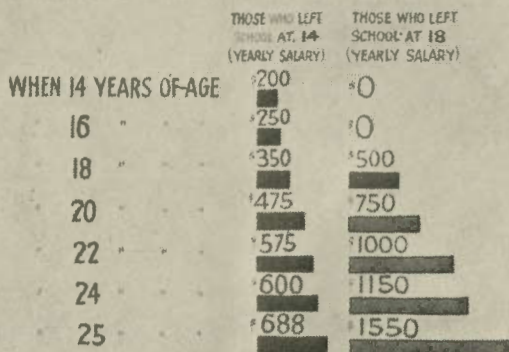 THOSE WHO LEFT SCHOOL AT 14 (YEARLY SALARY)
THOSE WHO LEFT SCHOOL AT 18 (YEARLY SALARY)
WHEN 14 YEARS OF AGE $200 $0
16 " " " $250 $0
18 " " " $350 $500
20 " " " $475 $750
22 " " " $575 $1000
24 " " " $600 $1150
25 " " " $688 $1550